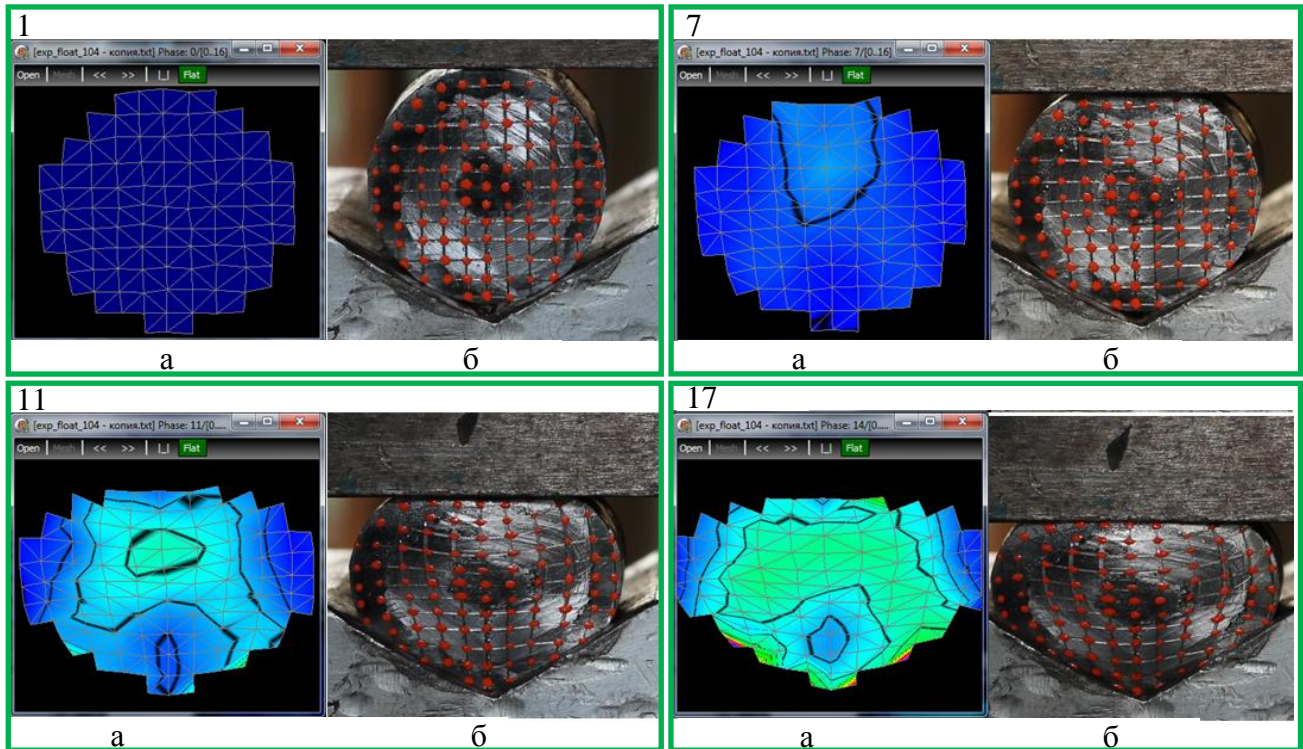 1
[exp_float_104 - копия.txt] Phase: 0/[0..16]
Open Mesh << >> |_| Flat
а б
7
[exp_float_104 - копия.txt] Phase: 7/[0..16]
Open Mesh << >> |_| Flat
а б
11
[exp_float_104 - копия.txt] Phase: 11/[0.....
Open Mesh << >> |_| Flat
а б
17
[exp_float_104 - копия.txt] Phase: 14/[0.....
Open Mesh << >> |_| Flat
а б